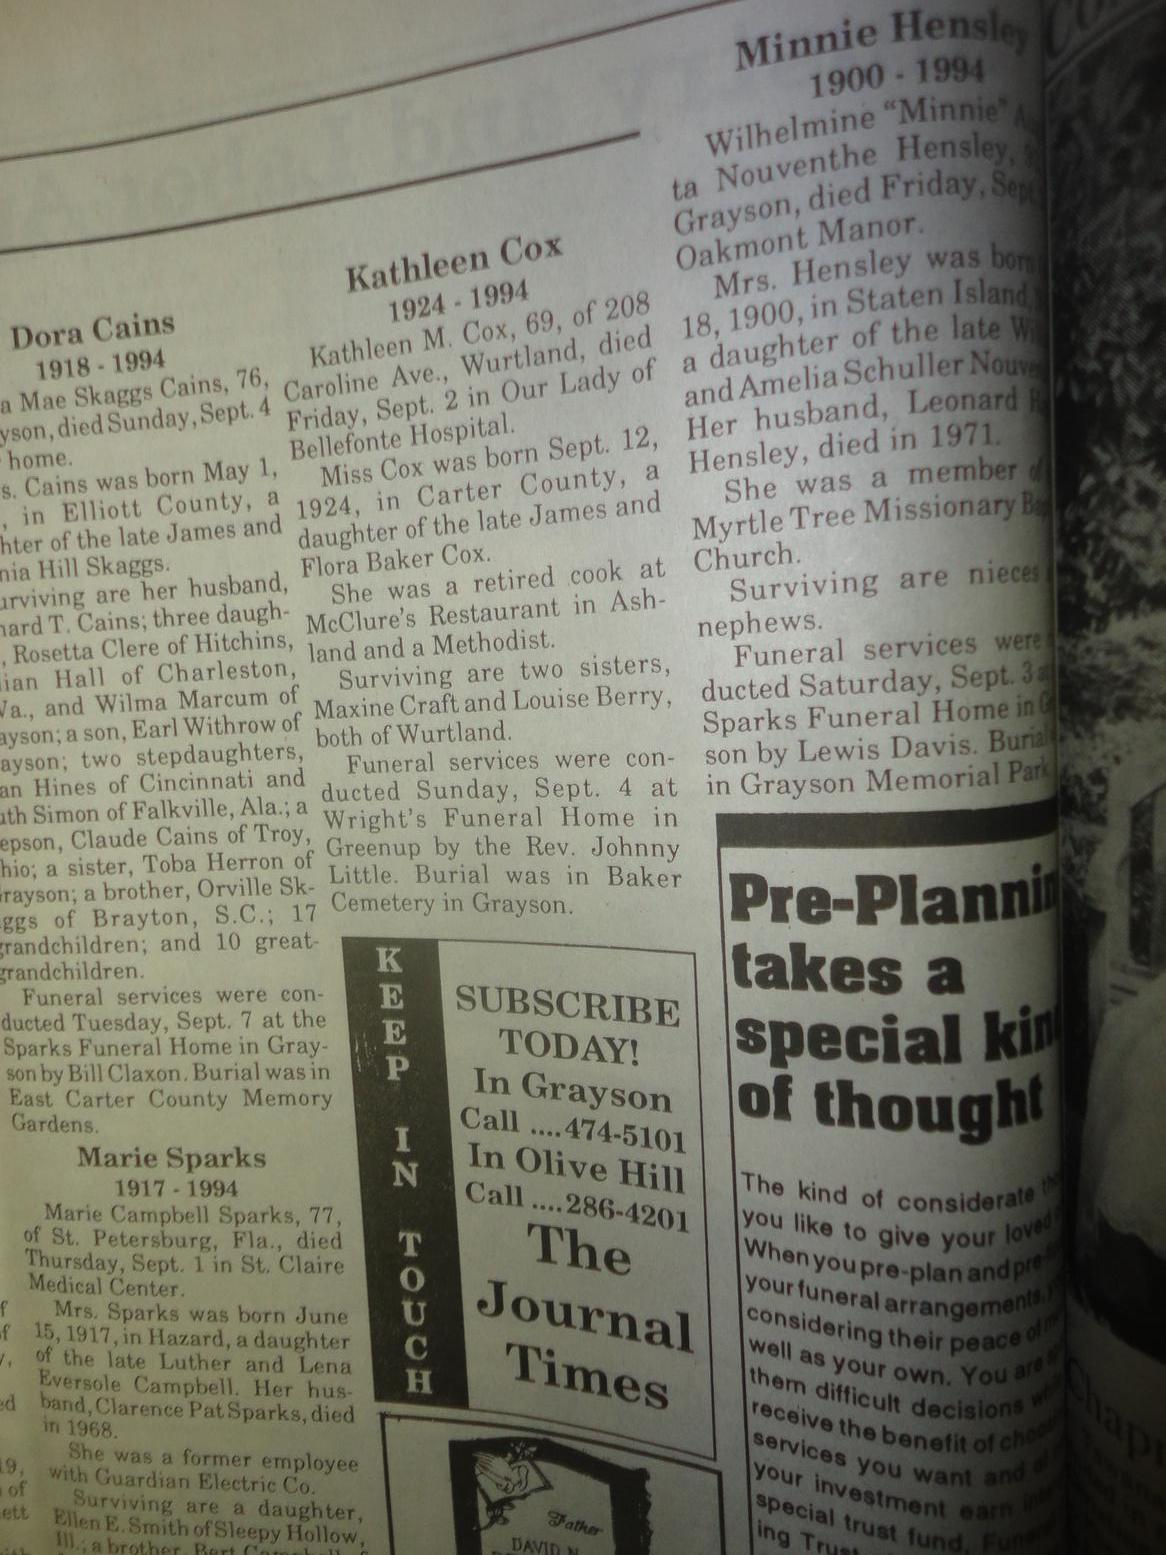 Dora Cains
1918 - 1994
a Mae Skaggs Cains, 76,
yson, died Sunday, Sept. 4
home.
s. Cains was born May 1,
, in Elliott County, a
hter of the late James and
nia Hill Skaggs.
urviving are her husband,
nard T. Cains; three daugh-
, Rosetta Clere of Hitchins,
lian Hall of Charleston,
Va., and Wilma Marcum of
ayson; a son, Earl Withrow of
ayson; two stepdaughters,
an Hines of Cincinnati and
uth Simon of Falkville, Ala.; a
epson, Claude Cains of Troy,
hio; a sister, Toba Herron of
Grayson; a brother, Orville Sk-
aggs of Brayton, S.C.; 17
grandchildren; and 10 great-
grandchildren.
Funeral services were con-
ducted Tuesday, Sept. 7 at the
Sparks Funeral Home in Gray-
son by Bill Claxon. Burial was in
East Carter County Memory
Gardens.
Marie Sparks
1917 - 1994
Marie Campbell Sparks, 77,
of St. Petersburg, Fla., died
Thursday, Sept. 1 in St. Claire
Medical Center.
Mrs. Sparks was born June
15, 1917, in Hazard, a daughter
of the late Luther and Lena
Eversole Campbell. Her hus-
band, Clarence Pat Sparks, died
in 1968.
She was a former employee
with Guardian Electric Co.
Surviving are a daughter,
Ellen E. Smith of Sleepy Hollow,
Ill.; a brother, Bert
Kathleen Cox
1924 - 1994
Kathleen M. Cox, 69, of 208
Caroline Ave., Wurtland, died
Friday, Sept. 2 in Our Lady of
Bellefonte Hospital.
Miss Cox was born Sept. 12,
1924, in Carter County, a
daughter of the late James and
Flora Baker Cox.
She was a retired cook at
McClure's Restaurant in Ash-
land and a Methodist.
Surviving are two sisters,
Maxine Craft and Louise Berry,
both of Wurtland.
Funeral services were con-
ducted Sunday, Sept. 4 at
Wright's Funeral Home in
Greenup by the Rev. Johnny
Little. Burial was in Baker
Cemetery in Grayson.
KEEP IN TOUCH
SUBSCRIBE
TODAY!
In Grayson
Call ....474-5101
In Olive Hill
Call ....286-4201
The
Journal
Times
Father
DAVID N.
Minnie Hensley
1900 - 1994
Wilhelmine "Minnie"
ta Nouventhe Hensley,
Grayson, died Friday, Sept.
Oakmont Manor.
Mrs. Hensley was born
18, 1900, in Staten Island,
a daughter of the late
and Amelia Schuller
Her husband, Leonard
Hensley, died in 1971.
She was a member of
Myrtle Tree Missionary
Church.
Surviving are nieces
nephews.
Funeral services were
ducted Saturday, Sept. 3
Sparks Funeral Home in
son by Lewis Davis. Burial
in Grayson Memorial Park.
Pre-Plannin
takes a
special kin
of thought
The kind of considerate
you like to give your loved
When you pre-plan and
your funeral arrangements,
considering their peace of
well as your own. You are
them difficult decisions
receive the benefit of
services you want and
your investment earn
special trust fund.
ing Trust